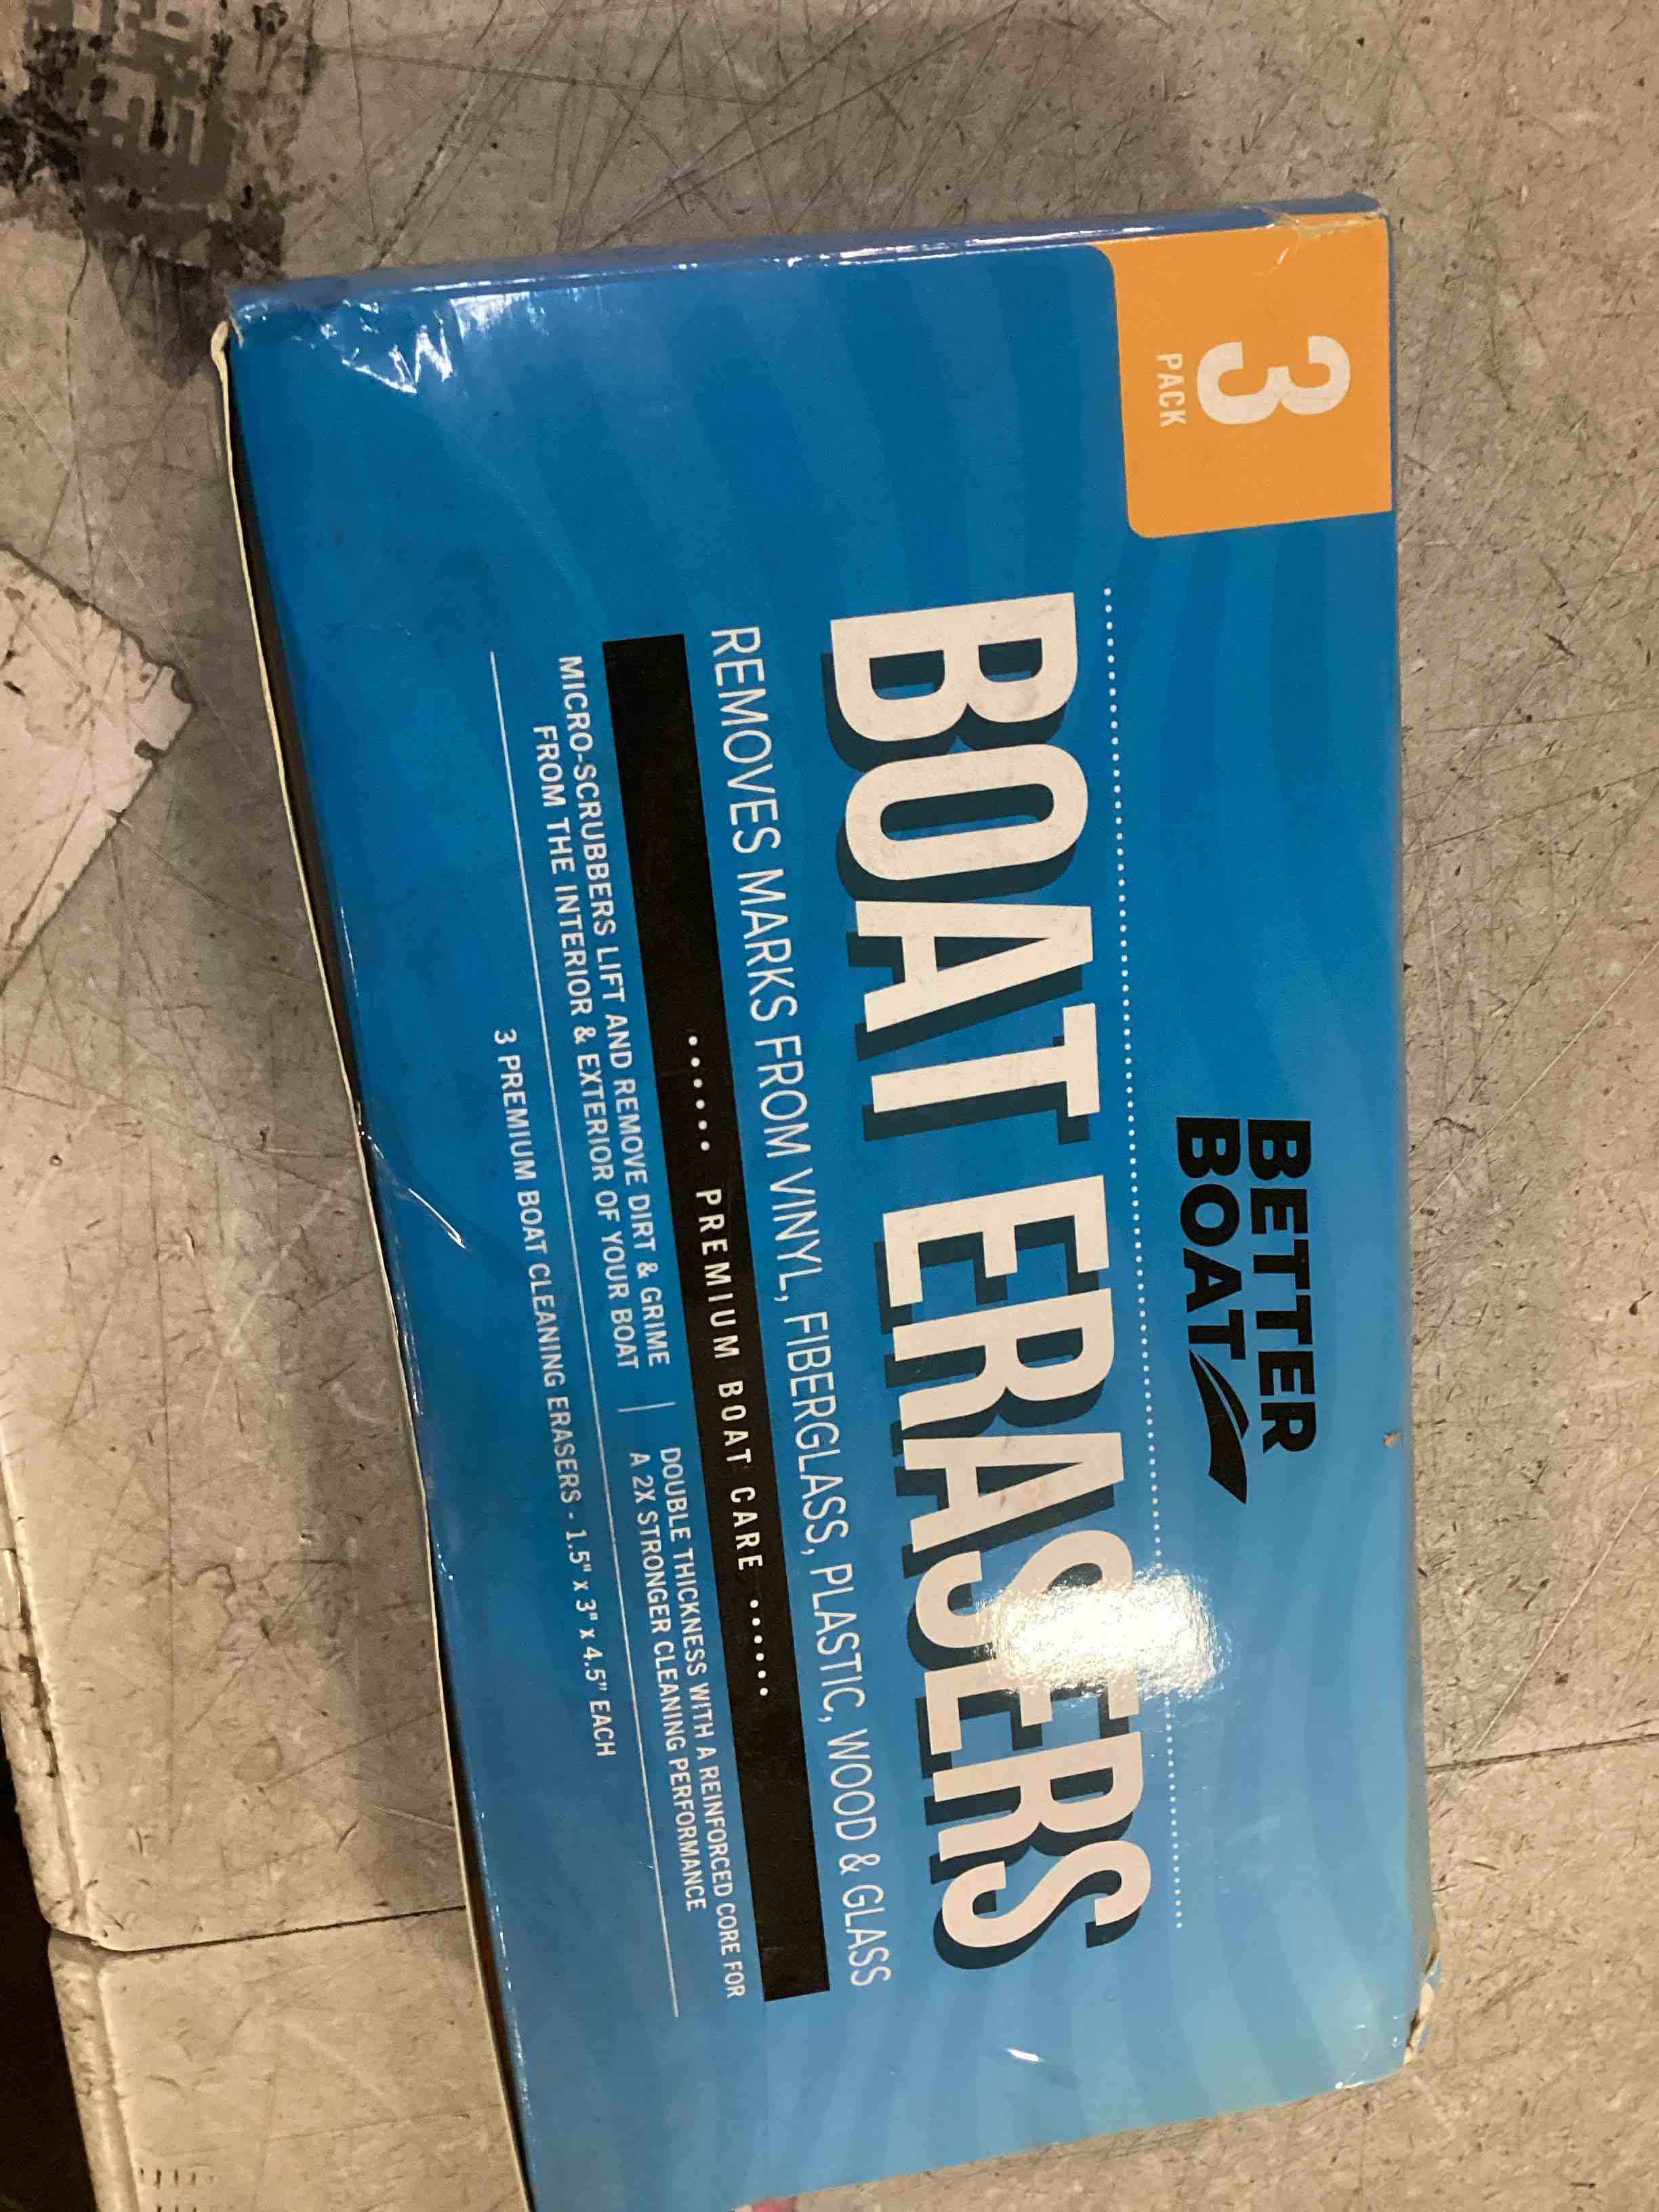 3
PACK
BETTER
BOAT
BOAT ERASERS
REMOVES MARKS FROM VINYL, FIBERGLASS, PLASTIC, WOOD & GLASS
PREMIUM BOAT CARE
MICRO-SCRUBBERS LIFT AND REMOVE DIRT & GRIME
FROM THE INTERIOR & EXTERIOR OF YOUR BOAT
DOUBLE THICKNESS WITH A REINFORCED CORE FOR
A 2X STRONGER CLEANING PERFORMANCE
3 PREMIUM BOAT CLEANING ERASERS - 1.5" x 3" x 4.5" EACH